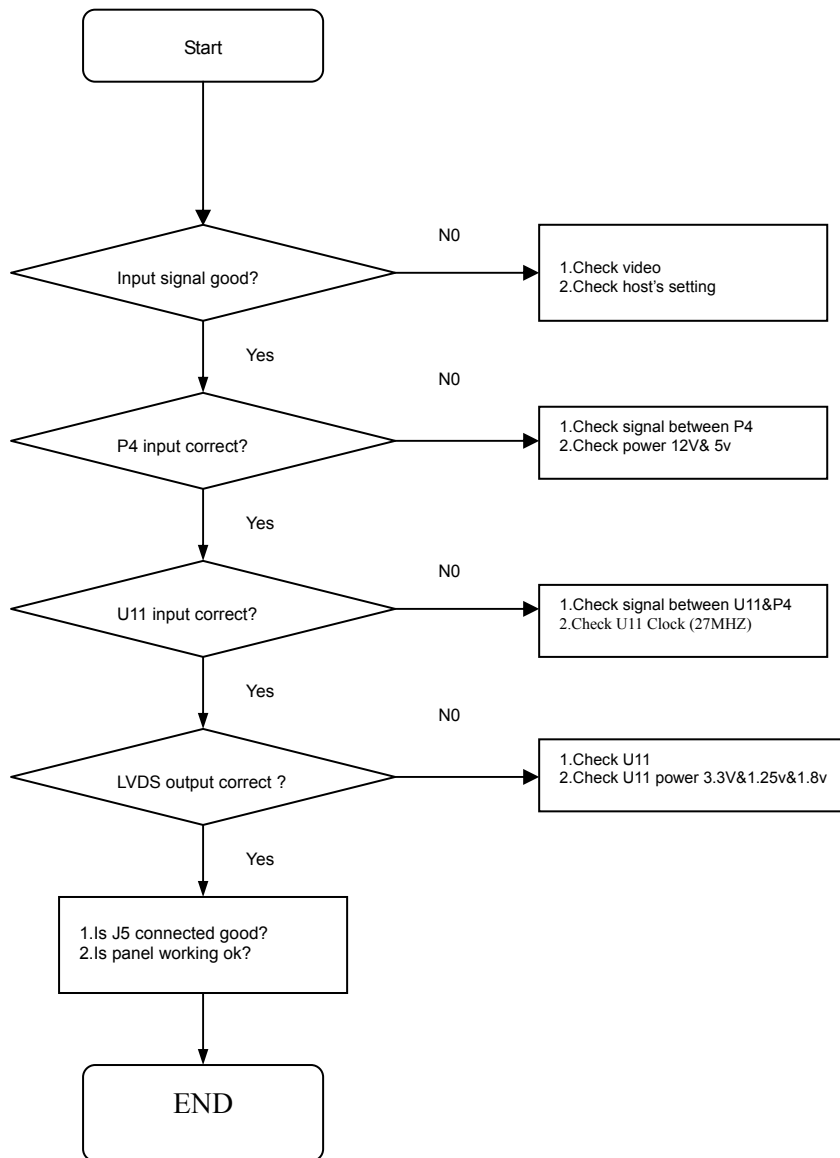 Start
N0
Input signal good?
1.Check video
2.Check host's setting
Yes
N0
P4 input correct?
1.Check signal between P4
2.Check power 12V& 5v
Yes
N0
U11 input correct?
1.Check signal between U11&P4
2.Check U11 Clock (27MHZ)
Yes
N0
LVDS output correct ?
1.Check U11
2.Check U11 power 3.3V&1.25v&1.8v
Yes
1.Is J5 connected good?
2.Is panel working ok?
END